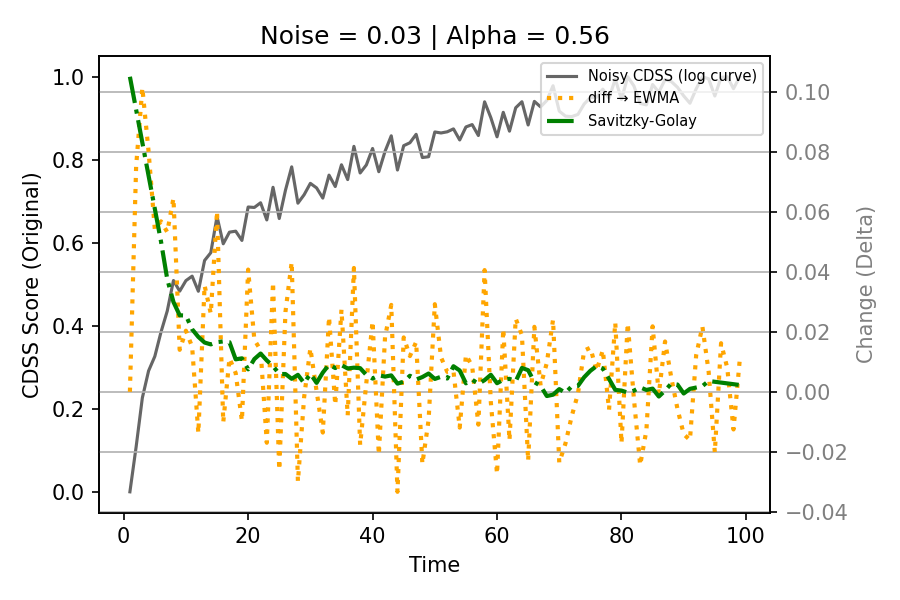 Noise = 0.03 | Alpha = 0.56
Noisy CDSS (log curve)
diff → EWMA
Savitzky-Golay
CDSS Score (Original)
1.0
0.8
0.6
0.4
0.2
0.0
0.10
0.08
0.06
0.04
0.02
0.00
−0.02
−0.04
Change (Delta)
0 20 40 60 80 100
Time